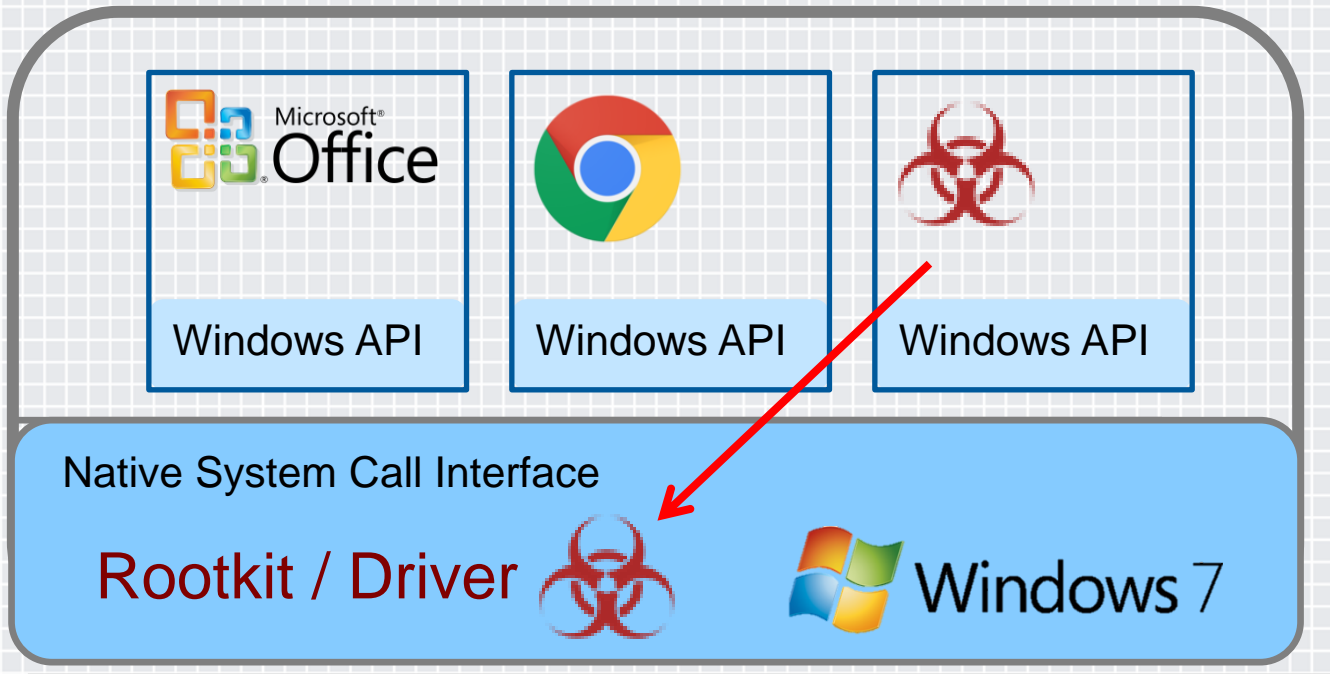 Microsoft®
Office®
Windows API
Windows API
Windows API
Native System Call Interface
Rootkit / Driver
Windows 7